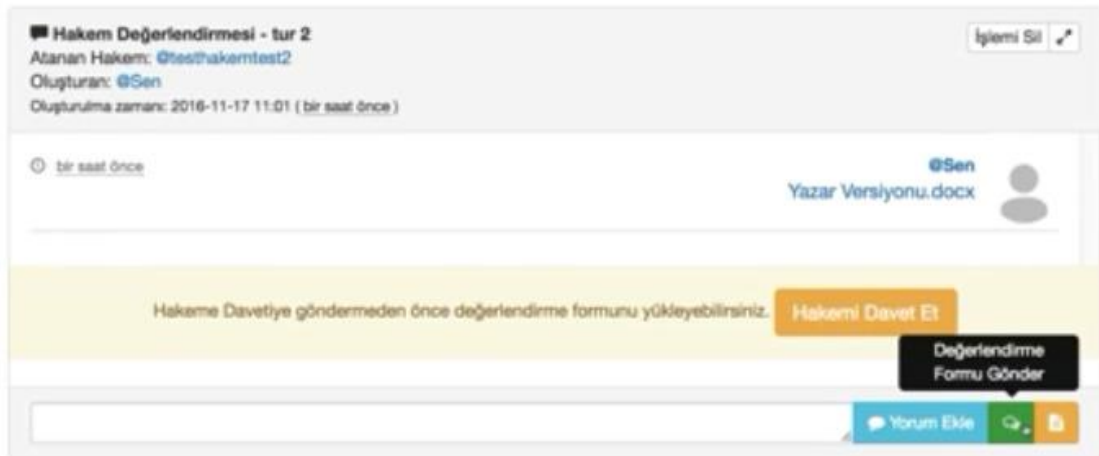 Hakem Değerlendirmesi - tur 2
İşlemi Sil
Atanan Hakem: @testhakemtest2
Oluşturan: @Sen
Oluşturulma zamanı: 2016-11-17 11:01 ( bir saat önce )
bir saat önce
@Sen
Yazar Versiyonu.docx
Hakeme Davetiye göndermeden önce değerlendirme formunu yükleyebilirsiniz.
Hakemi Davet Et
Değerlendirme
Formu Gönder
Yorum Ekle